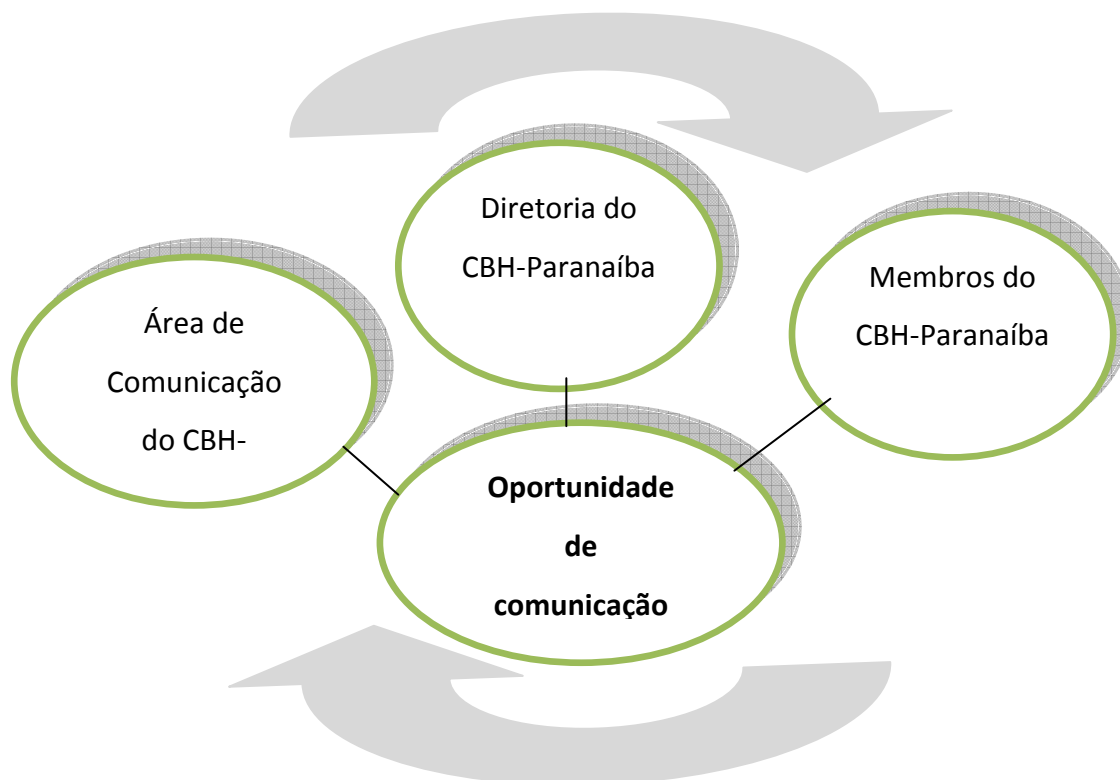 Diretoria do
CBH-Paranaíba
Membros do
CBH-Paranaíba
Área de
Comunicação
do CBH-
Oportunidade
de
comunicação